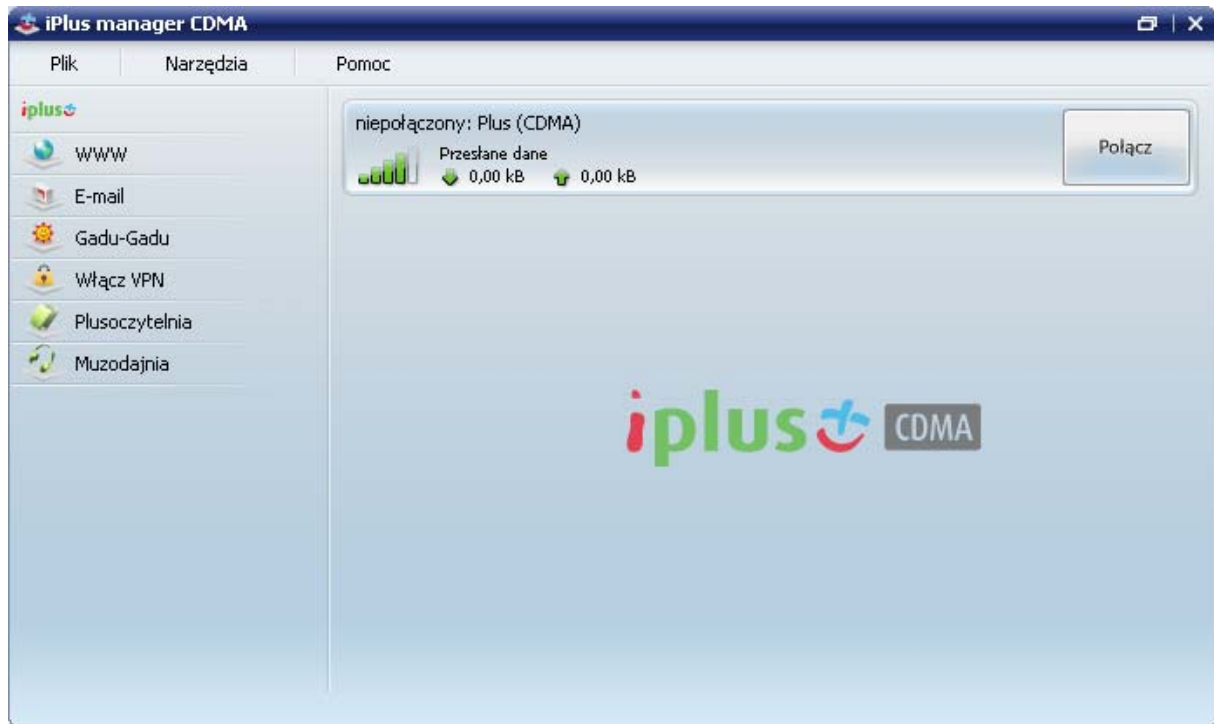 iPlus manager CDMA
Plik Narzędzia Pomoc
iplus
WWW
E-mail
Gadu-Gadu
Włącz VPN
Plusoczytelnia
Muzodajnia
niepołączony: Plus (CDMA)
Przesłane dane
0,00 kB 0,00 kB
Połącz
iplus CDMA